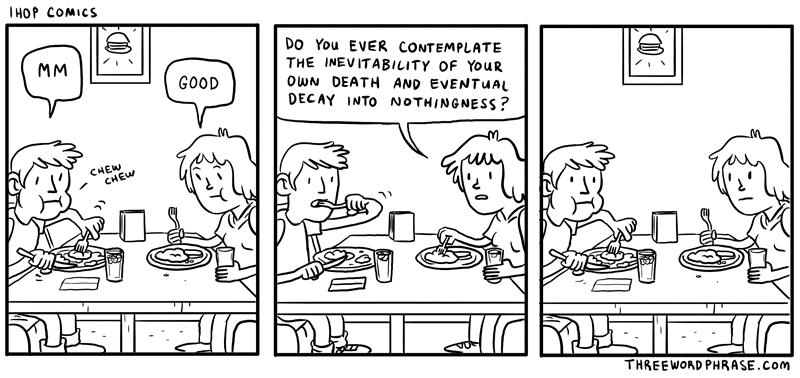 IHOP COMICS
MM
GOOD
CHEW
CHEW
DO YOU EVER CONTEMPLATE
THE INEVITABILITY OF YOUR
OWN DEATH AND EVENTUAL
DECAY INTO NOTHINGNESS?
THREEWORDPHRASE.COM